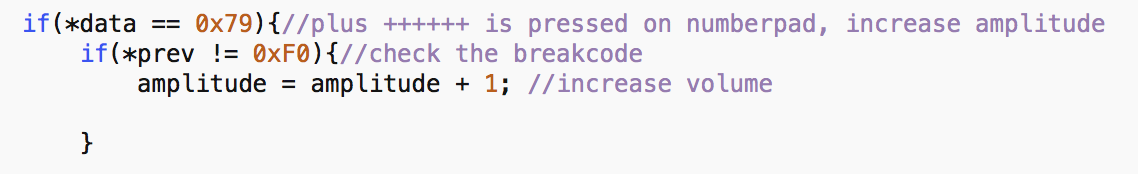 if(*data == 0x79){//plus ++++++ is pressed on numberpad, increase amplitude
    if(*prev != 0xF0){//check the breakcode
        amplitude = amplitude + 1; //increase volume

    }